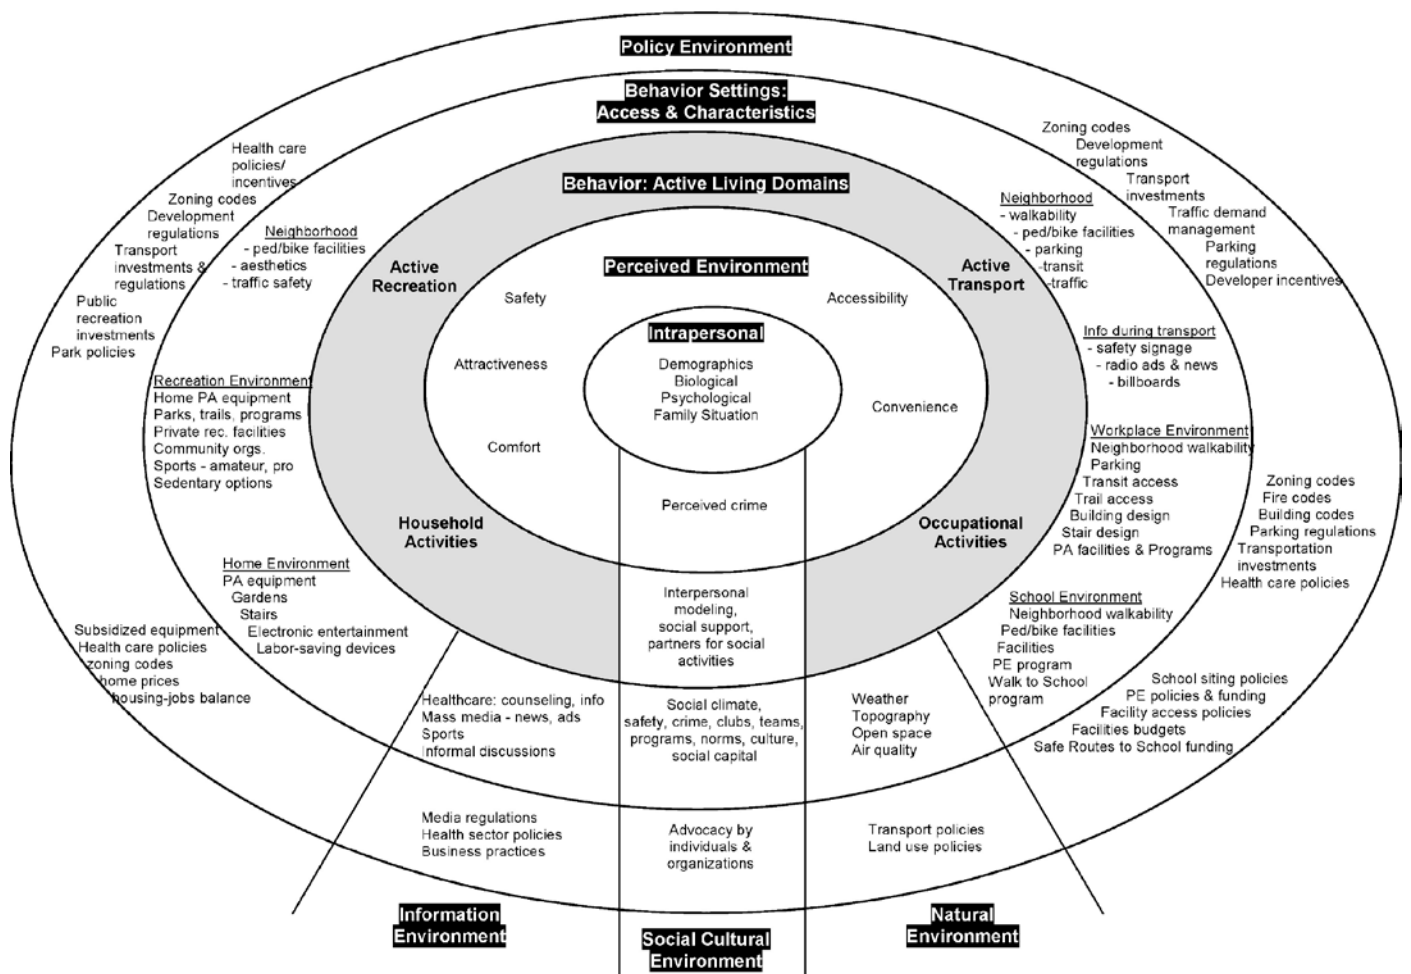 Policy Environment
Behavior Settings:
Access & Characteristics
Behavior: Active Living Domains
Perceived Environment
Intrapersonal
Demographics
Biological
Psychological
Family Situation
Safety
Attractiveness
Comfort
Accessibility
Convenience
Perceived crime
Active
Recreation
Active
Transport
Household
Activities
Occupational
Activities
Interpersonal
modeling,
social support,
partners for social
activities
Health care
policies/
incentives
Zoning codes
Development
regulations
Transport
investments &
regulations
Public
recreation
investments
Park policies
Neighborhood
- ped/bike facilities
- aesthetics
- traffic safety
Recreation Environment
Home PA equipment
Parks, trails, programs
Private rec. facilities
Community orgs.
Sports - amateur, pro
Sedentary options
Home Environment
PA equipment
Gardens
Stairs
Electronic entertainment
Labor-saving devices
Subsidized equipment
Health care policies
zoning codes
home prices
housing-jobs balance
Zoning codes
Development
regulations
Transport
investments
Traffic demand
management
Parking
regulations
Developer incentives
Neighborhood
- walkability
- ped/bike facilities
- parking
-transit
-traffic
Info during transport
- safety signage
- radio ads & news
- billboards
Workplace Environment
Neighborhood walkability
Parking
Transit access
Trail access
Building design
Stair design
PA facilities & Programs
Zoning codes
Fire codes
Building codes
Parking regulations
Transportation
investments
Health care policies
School Environment
Neighborhood walkability
Ped/bike facilities
Facilities
PE program
Walk to School
program
School siting policies
PE policies & funding
Facility access policies
Facilities budgets
Safe Routes to School funding
Healthcare: counseling, info
Mass media - news, ads
Sports
Informal discussions
Social climate,
safety, crime, clubs, teams,
programs, norms, culture,
social capital
Weather
Topography
Open space
Air quality
Media regulations
Health sector policies
Business practices
Advocacy by
individuals &
organizations
Transport policies
Land use policies
Information
Environment
Social Cultural
Environment
Natural
Environment